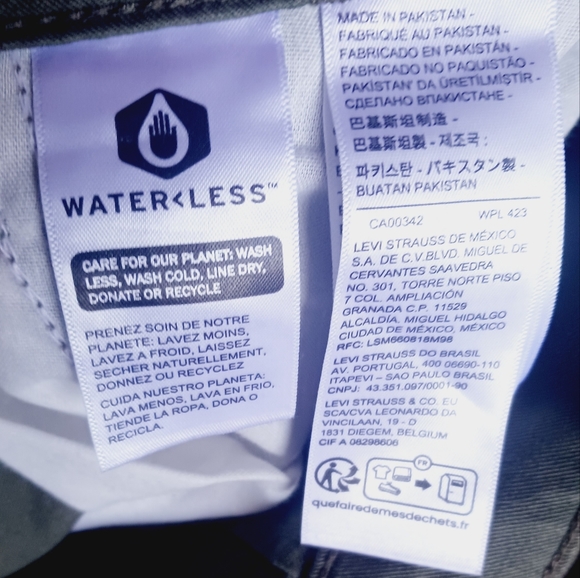 WATER<LESS™
CARE FOR OUR PLANET: WASH
LESS, WASH COLD, LINE DRY,
DONATE OR RECYCLE
PRENEZ SOIN DE NOTRE
PLANETE: LAVEZ MOINS,
LAVEZ A FROID, LAISSEZ
SECHER NATURELLEMENT,
DONNEZ OU RECYCLEZ
CUIDA NUESTRO PLANETA:
LAVA MENOS, LAVA EN FRIO,
TIENDE LA ROPA, DONA O
RECICLA.
MADE IN PAKISTAN -
FABRIQUÉ AU PAKISTAN -
FABRICADO EN PAKISTÁN -
FABRICADO NO PAQUISTÃO -
PAKİSTAN' DA ÜRETİLMİŞTİR -
СДЕЛАНО ВПАКИСТАНЕ -
巴基斯坦制造 -
巴基斯坦製 - 제조국 :
파키스탄 - パキスタン製 -
BUATAN PAKISTAN
CA00342 WPL 423
LEVI STRAUSS DE MÉXICO
S.A. DE C.V.BLVD. MIGUEL DE
CERVANTES SAAVEDRA
NO. 301, TORRE NORTE PISO
7 COL. AMPLIACIÓN
GRANADA C.P. 11529
ALCALDÍA. MIGUEL HIDALGO
CIUDAD DE MÉXICO, MÉXICO
RFC: LSM660818M98
LEVI STRAUSS DO BRASIL
AV. PORTUGAL, 400 06690-110
ITAPEVI – SAO PAULO BRASIL
CNPJ: 43.351.097/0001-90
LEVI STRAUSS & CO. EU
SCA/CVA LEONARDO DA
VINCILAAN, 19 - D
1831 DIEGEM, BELGIUM
CIF A 08298606
FR
quefairedemesdechets.fr